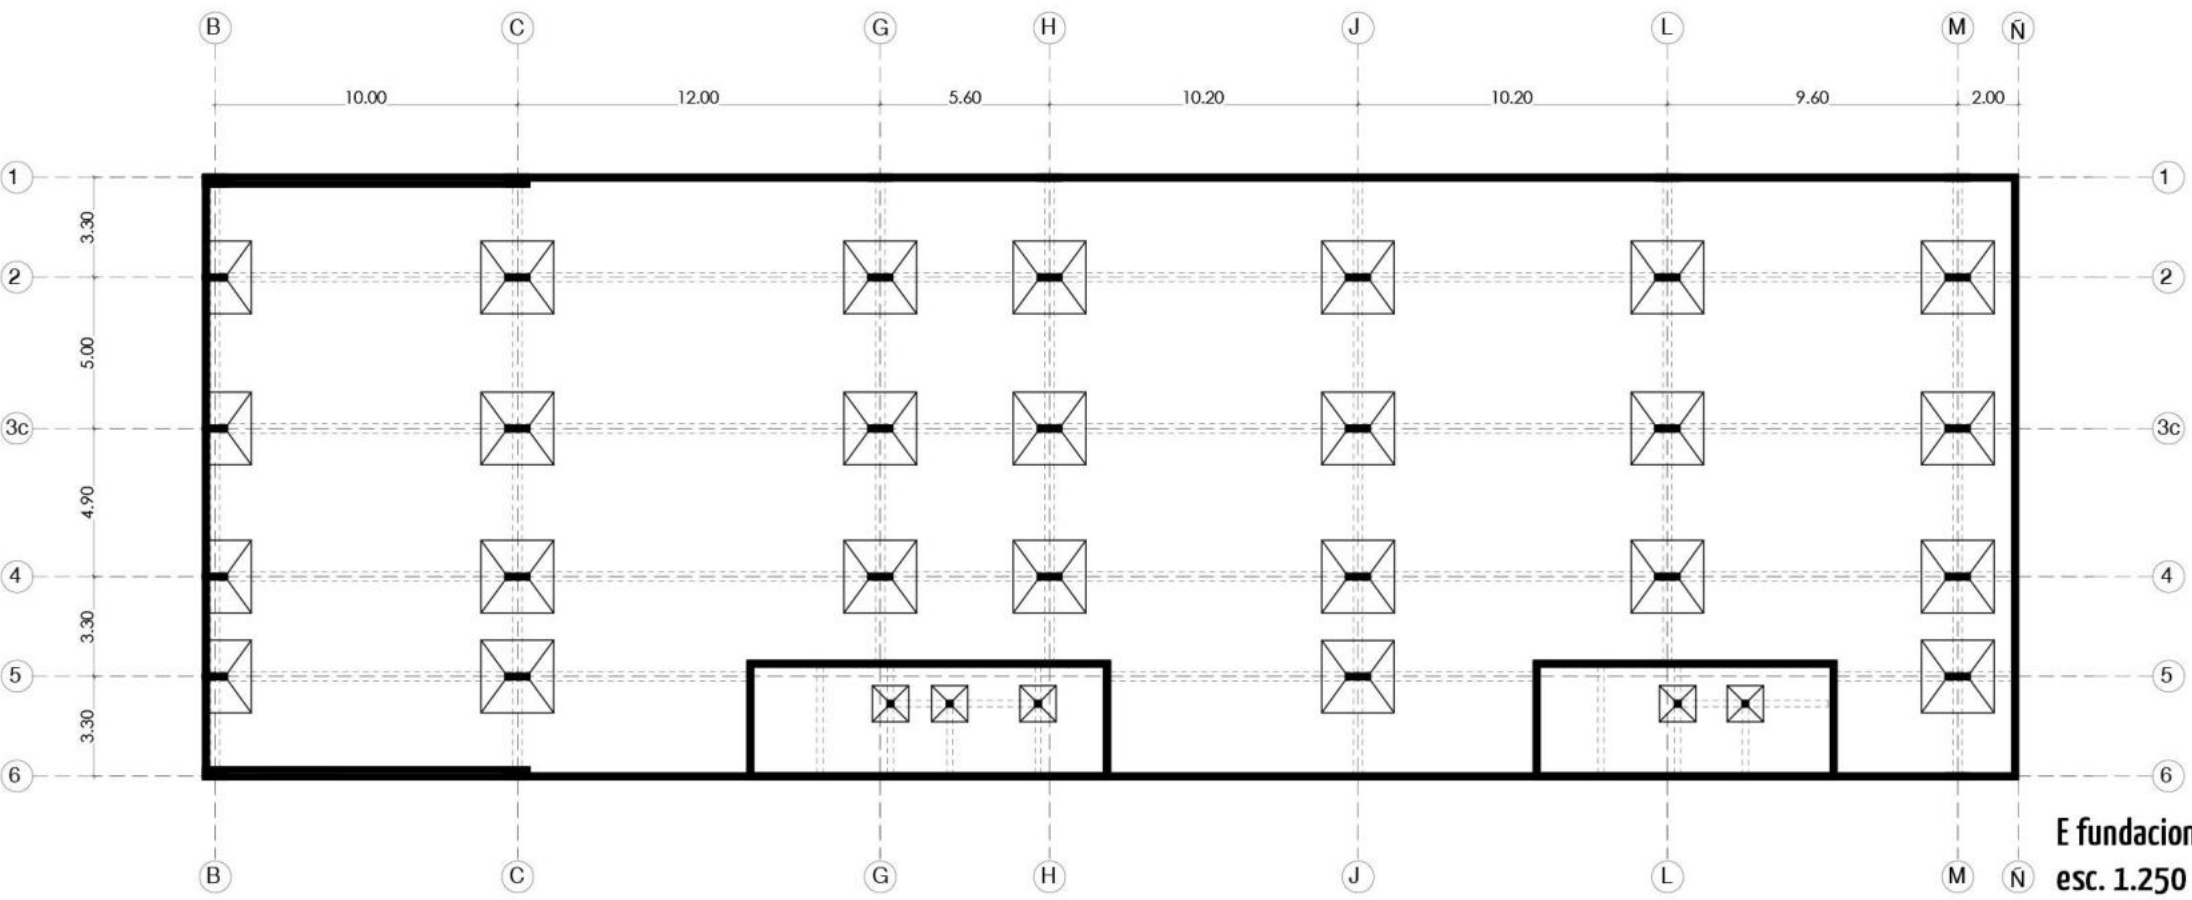 B C G H J L M Ñ
10.00 12.00 5.60 10.20 10.20 9.60 2.00
1 1
3.30
2 2
5.00
3c 3c
4.90
4 4
3.30
5 5
3.30
6 6
E fundacion
B C G H J L M Ñ
esc. 1.250